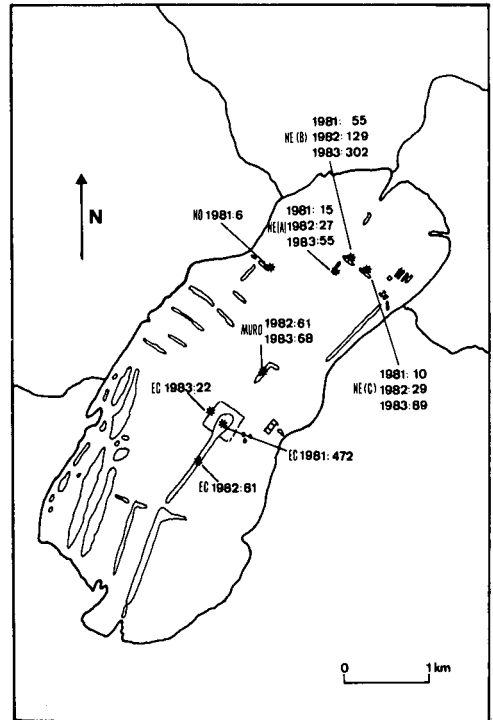 1981: 55
NE (B) 1982: 129
1983: 302
1981: 15
NE(A) 1982: 27
1983: 55
NO 1981: 6
N
MURO 1982: 61
1983: 68
1981: 10
NE (C) 1982: 29
1983: 89
EC 1983: 22
EC 1981: 472
EC 1982: 81
0 1 km